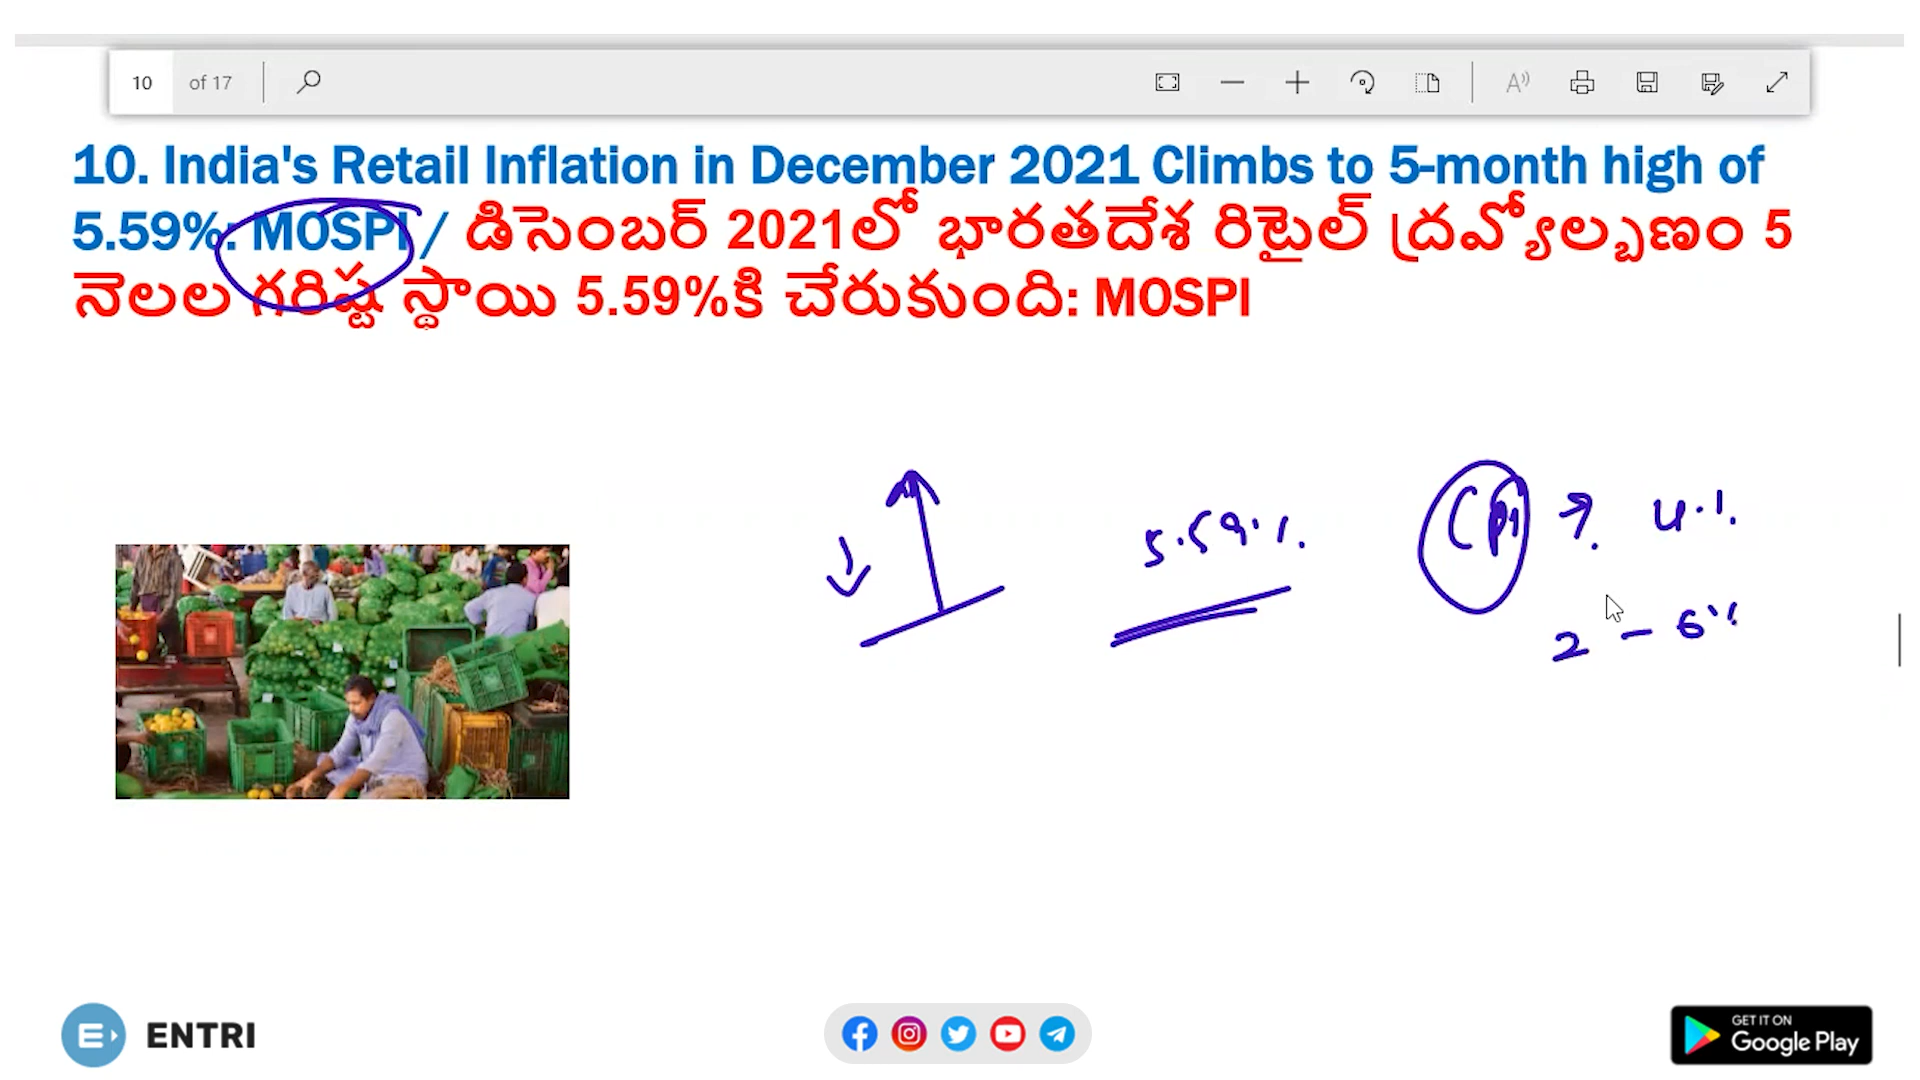 10 of 17
10. India's Retail Inflation in December 2021 Climbs to 5-month high of
5.59%: MOSPI / డిసెంబర్ 2021లో భారతదేశ రిటైల్ ద్రవ్యోల్బణం 5
నెలల గరిష్ట స్థాయి 5.59%కి చేరుకుంది: MOSPI
5.59%. CPI → 4%
2 - 6%
ENTRI
GET IT ON
Google Play